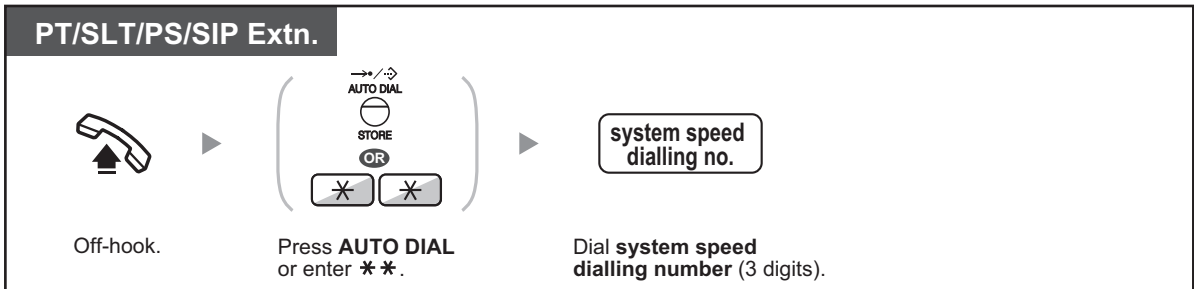 PT/SLT/PS/SIP Extn.
AUTO DIAL
STORE
OR
* *
system speed
dialling no.
Off-hook.
Press AUTO DIAL
or enter **.
Dial system speed
dialling number (3 digits).